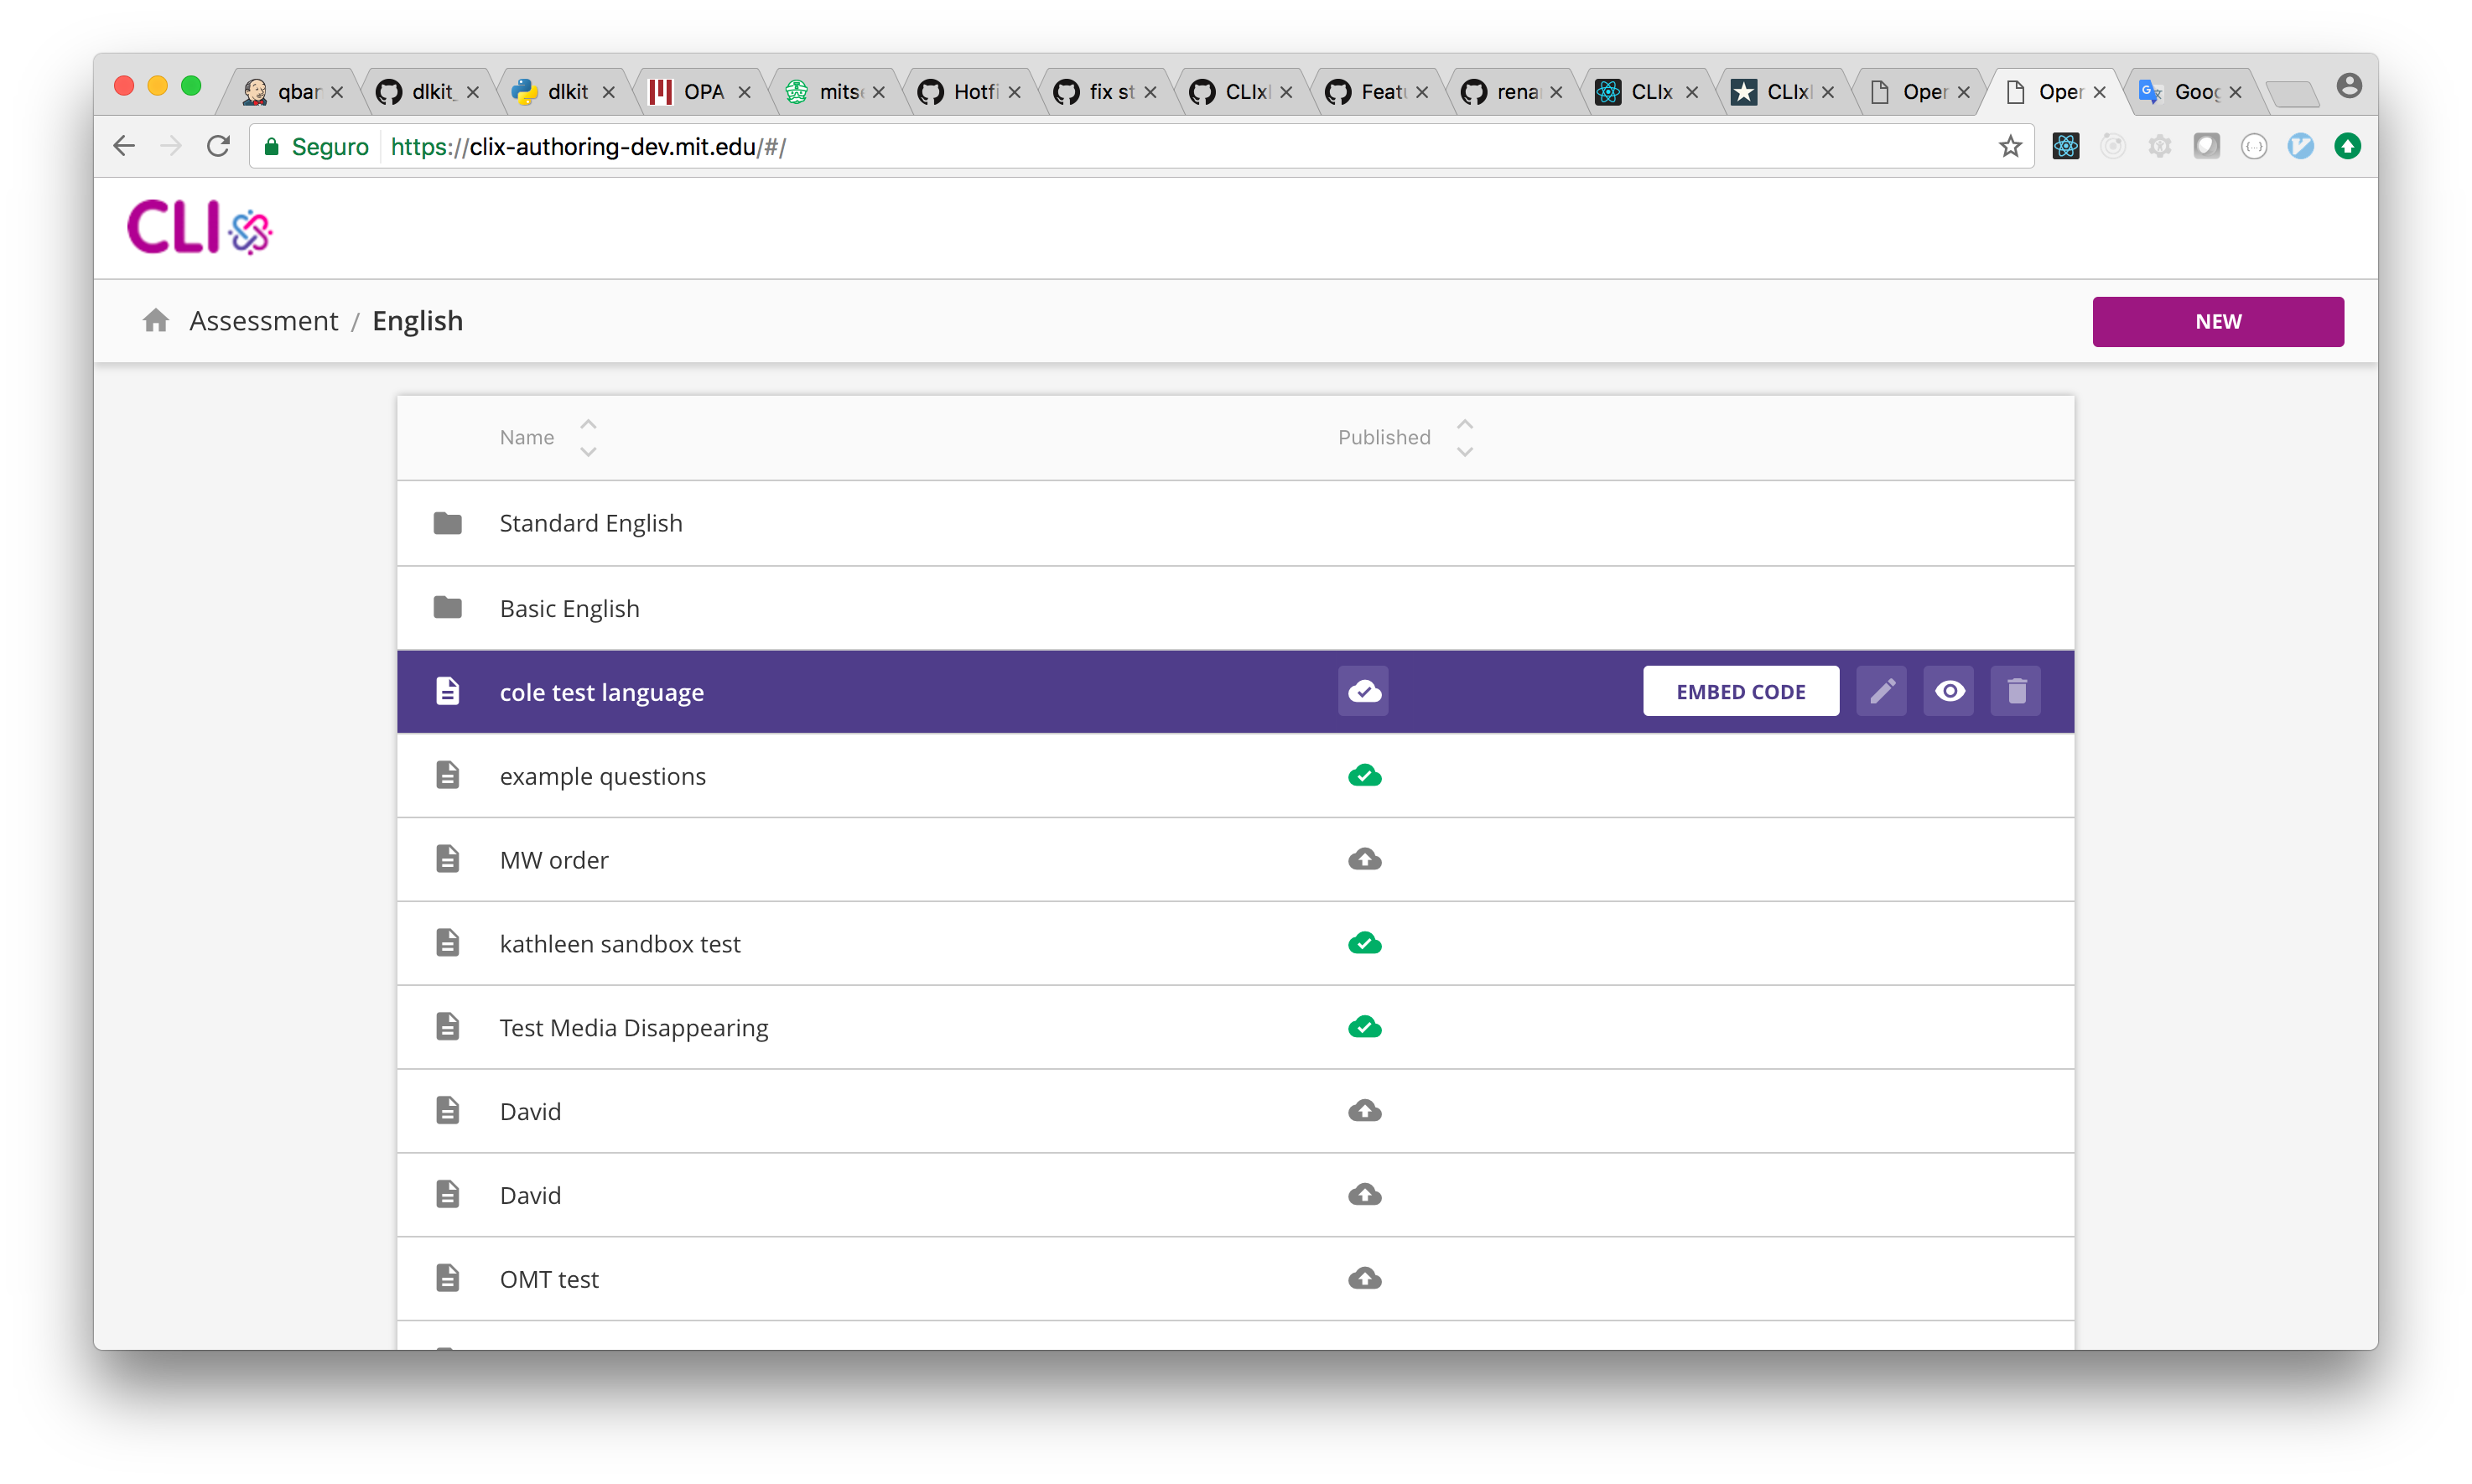 qbar dlkit_ dlkit OPA mits Hotfi fix st CLIx Feat rena CLIx CLIx Oper Oper Goog
Seguro https://clix-authoring-dev.mit.edu/#/
CLI
Assessment / English NEW
Name Published
Standard English
Basic English
cole test language EMBED CODE
example questions
MW order
kathleen sandbox test
Test Media Disappearing
David
David
OMT test